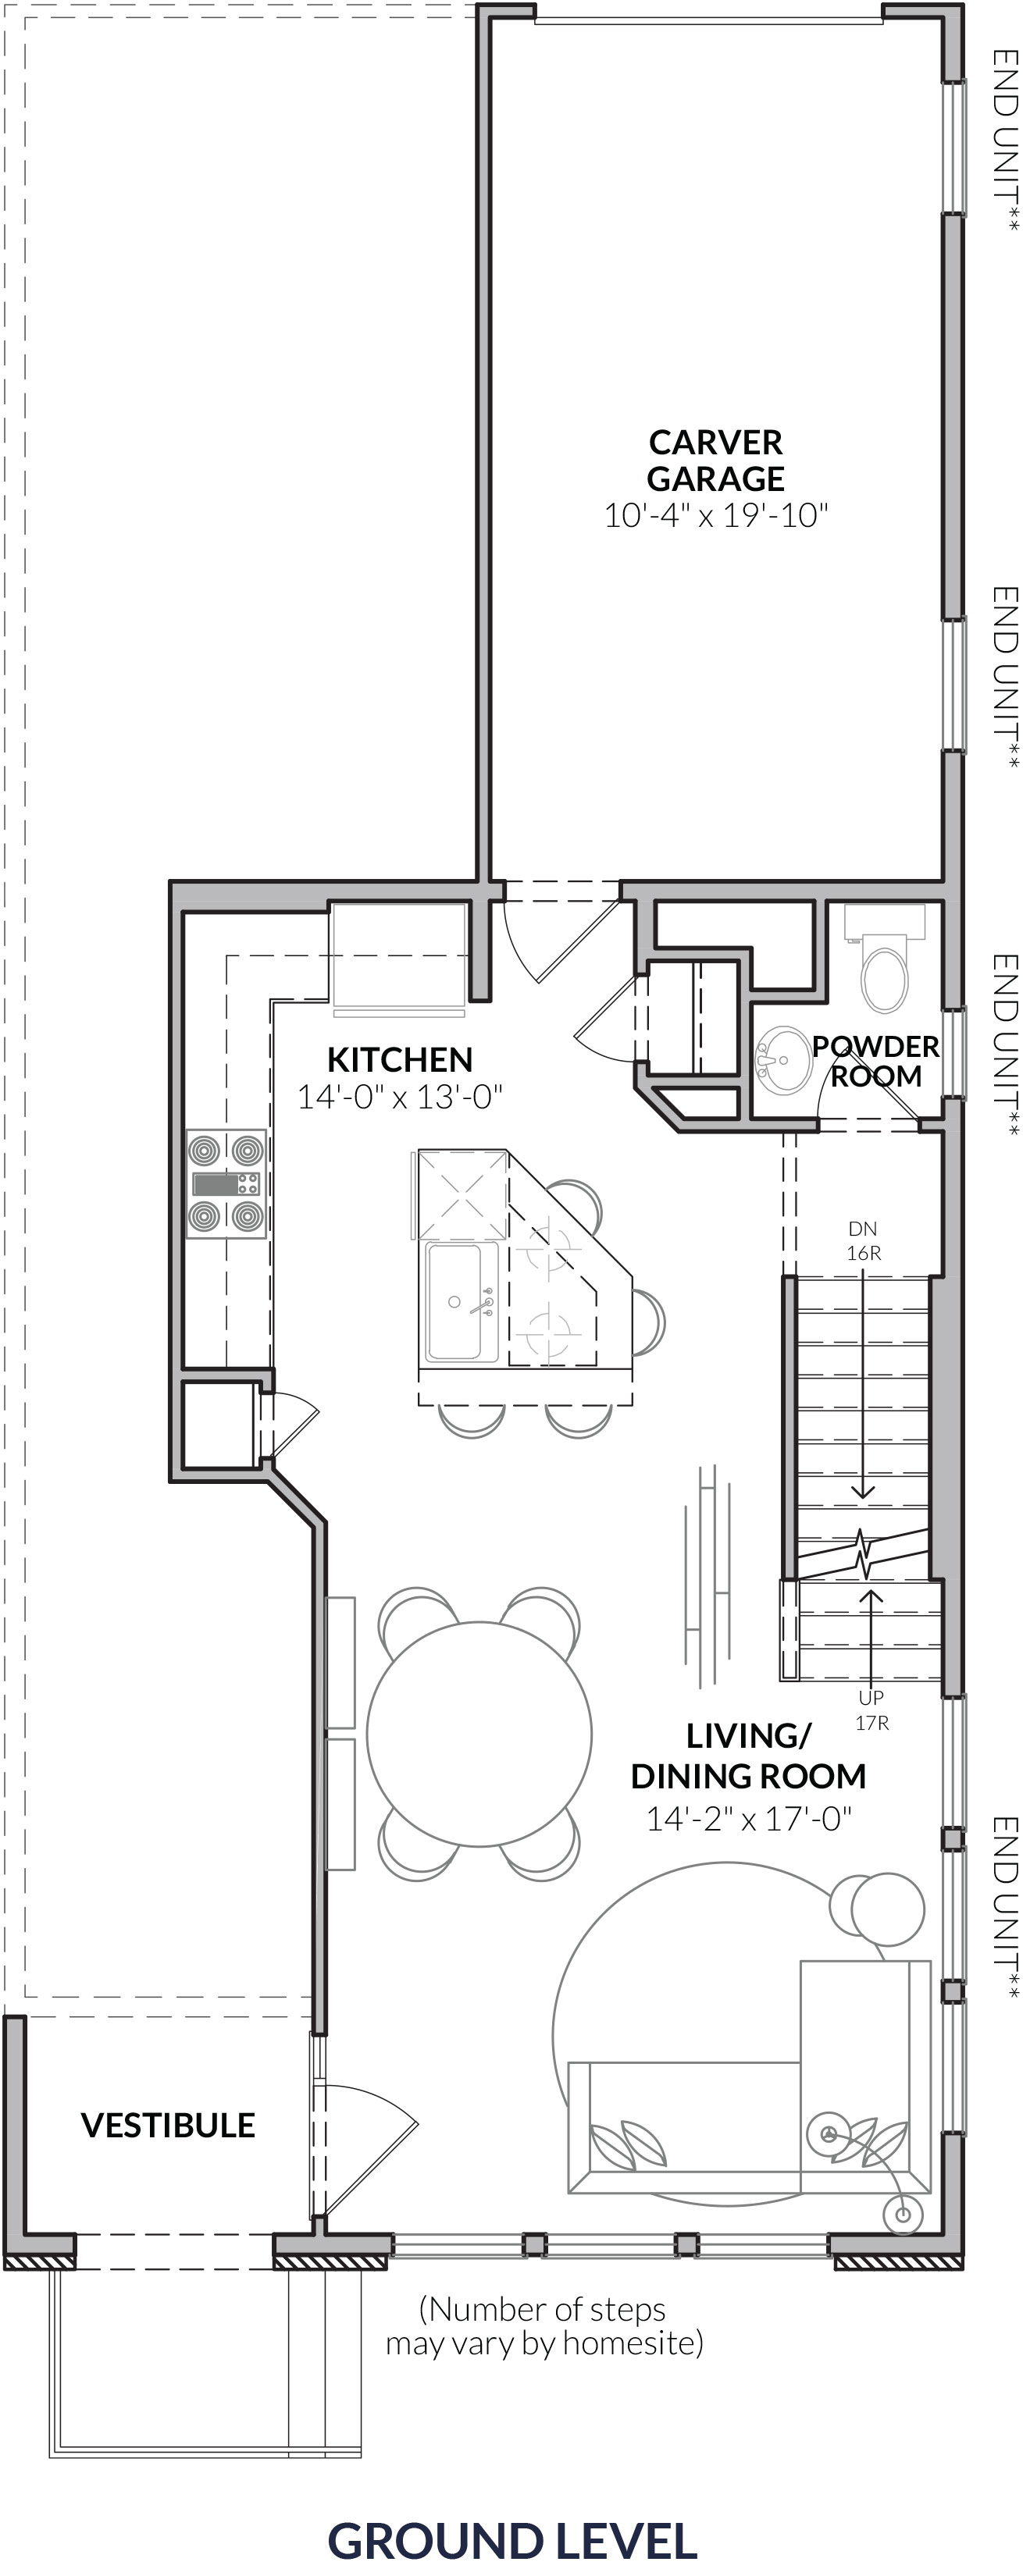 END UNIT**
CARVER
GARAGE
10'-4" x 19'-10"
END UNIT**
KITCHEN
14'-0" x 13'-0"
POWDER
ROOM
END UNIT**
DN
16R
UP
17R
LIVING/
DINING ROOM
14'-2" x 17'-0"
END UNIT**
VESTIBULE
(Number of steps
may vary by homesite)
GROUND LEVEL